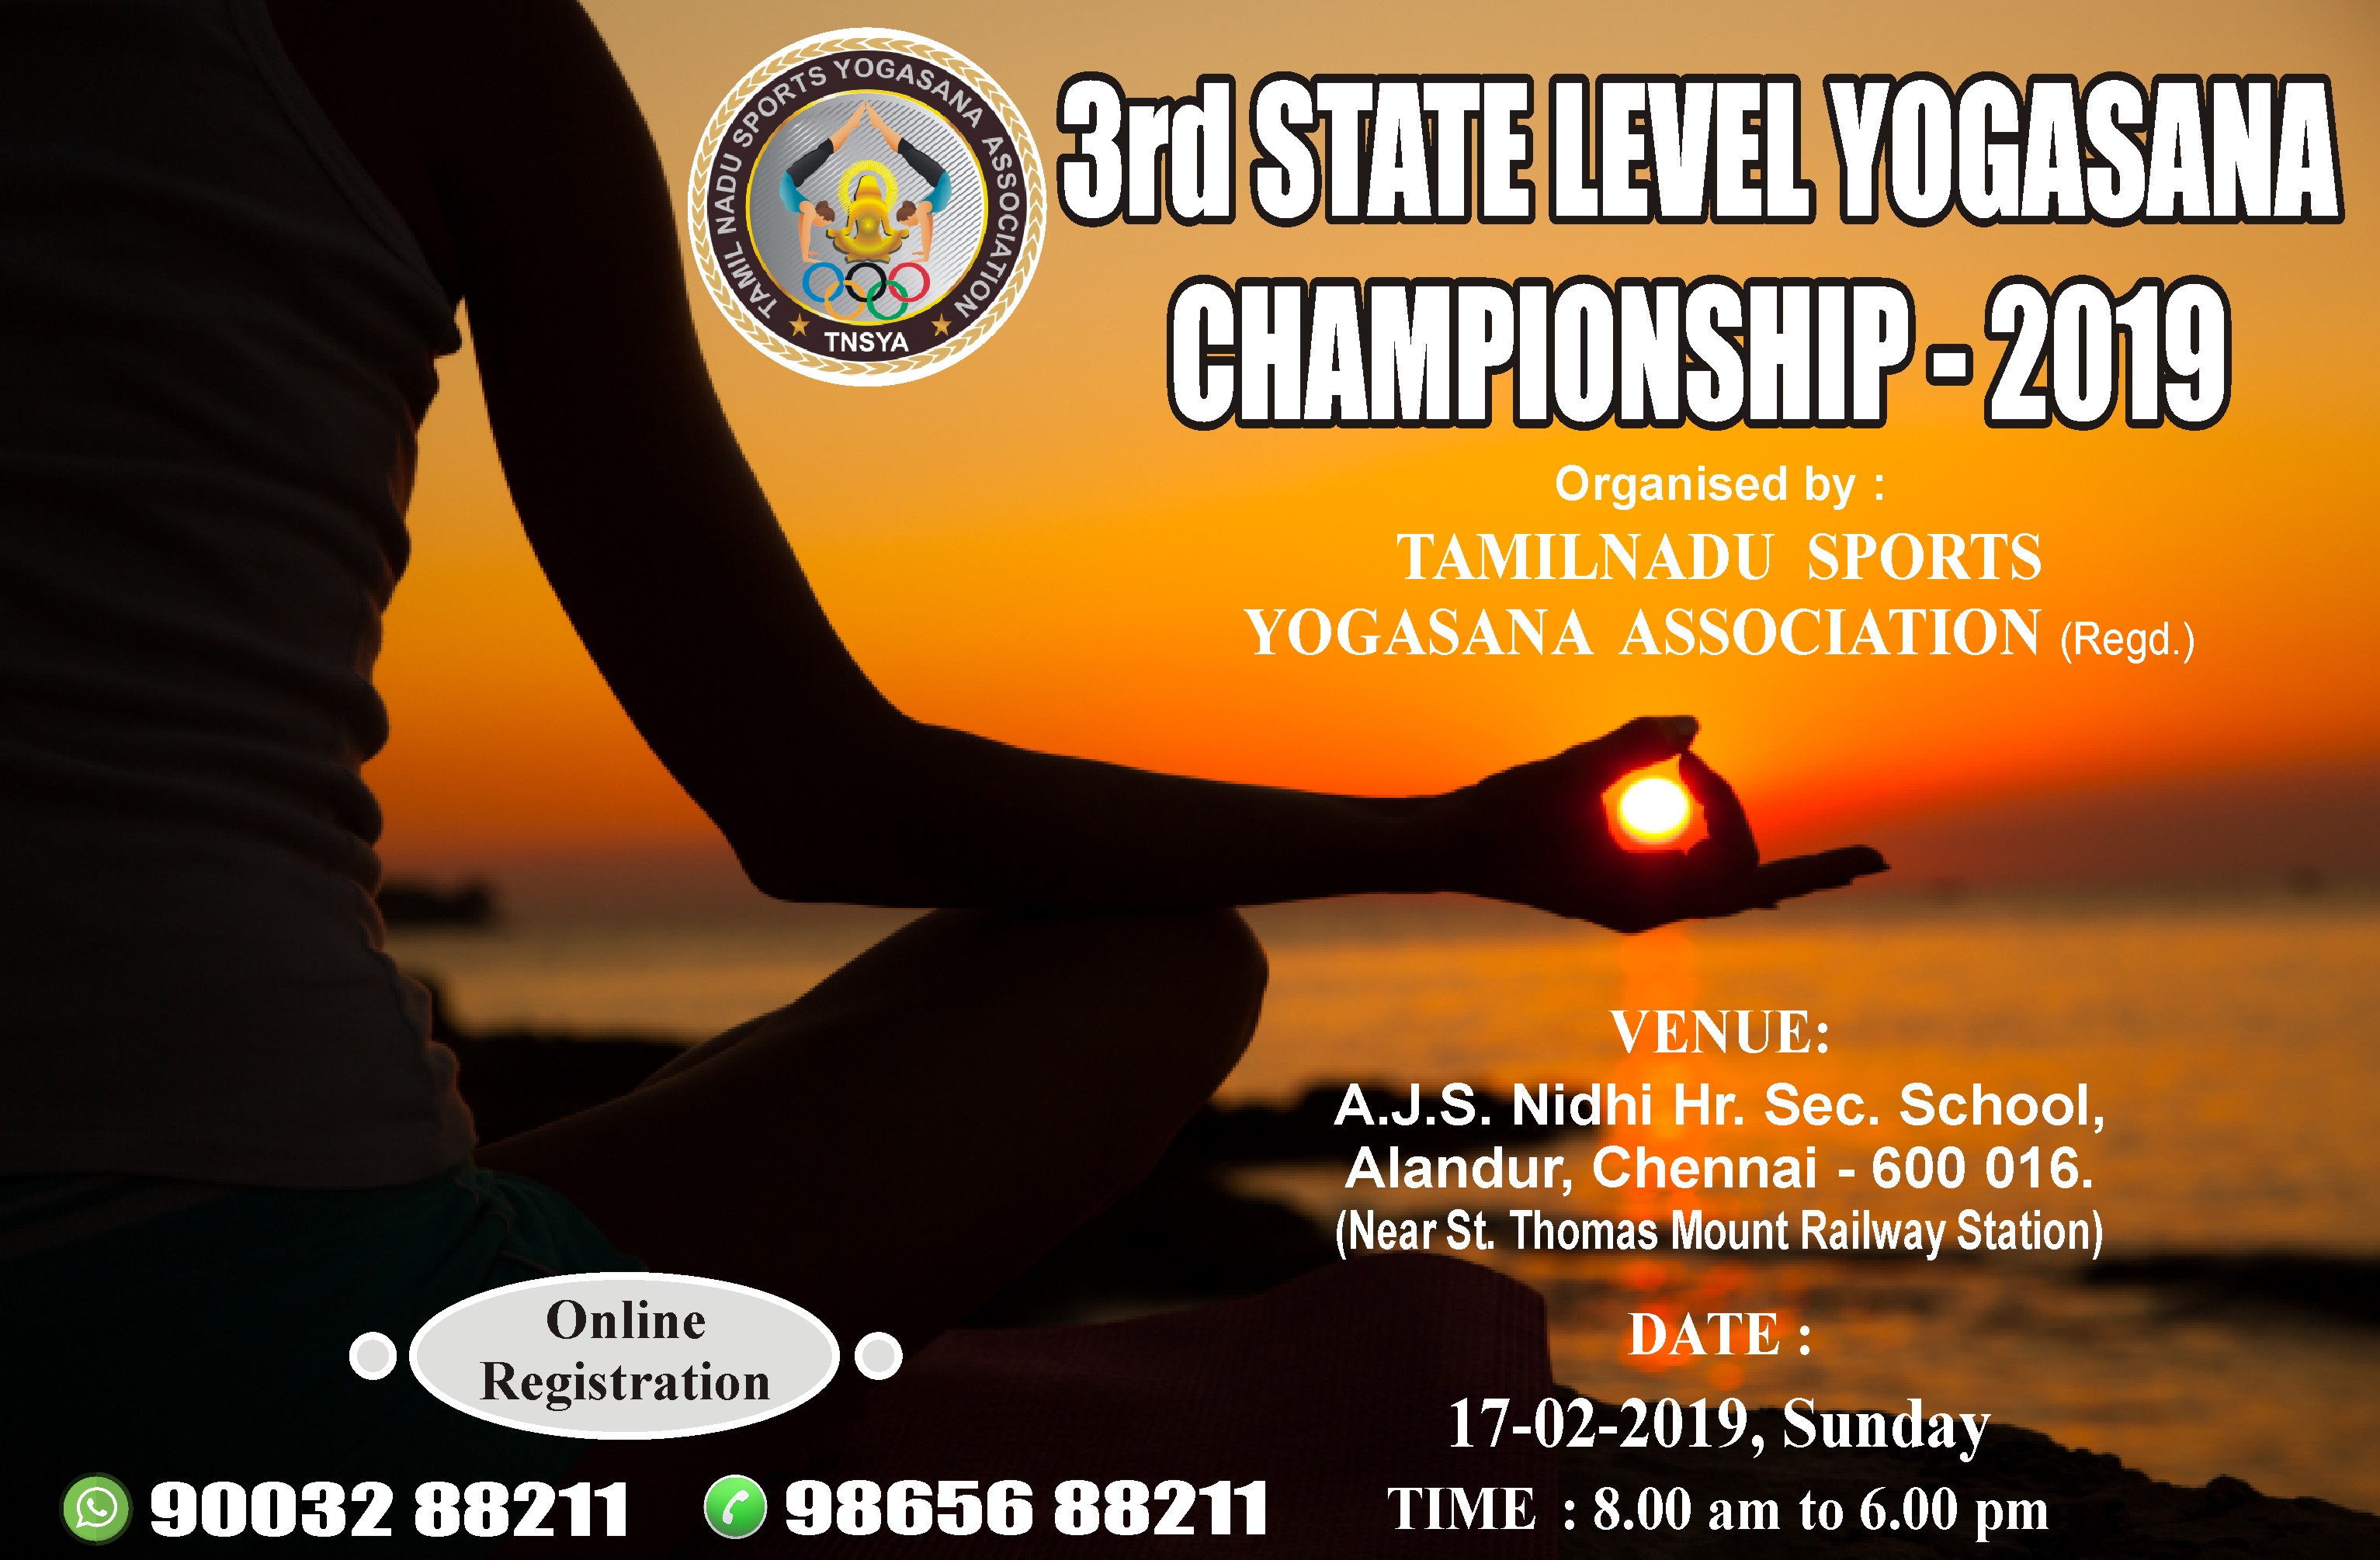 TAMIL NADU SPORTS YOGASANA ASSOCIATION
TNSYA
3rd STATE LEVEL YOGASANA
CHAMPIONSHIP - 2019
Organised by :
TAMILNADU SPORTS
YOGASANA ASSOCIATION (Regd.)
VENUE:
A.J.S. Nidhi Hr. Sec. School,
Alandur, Chennai - 600 016.
(Near St. Thomas Mount Railway Station)
DATE :
17-02-2019, Sunday
TIME : 8.00 am to 6.00 pm
Online
Registration
90032 88211
98656 88211